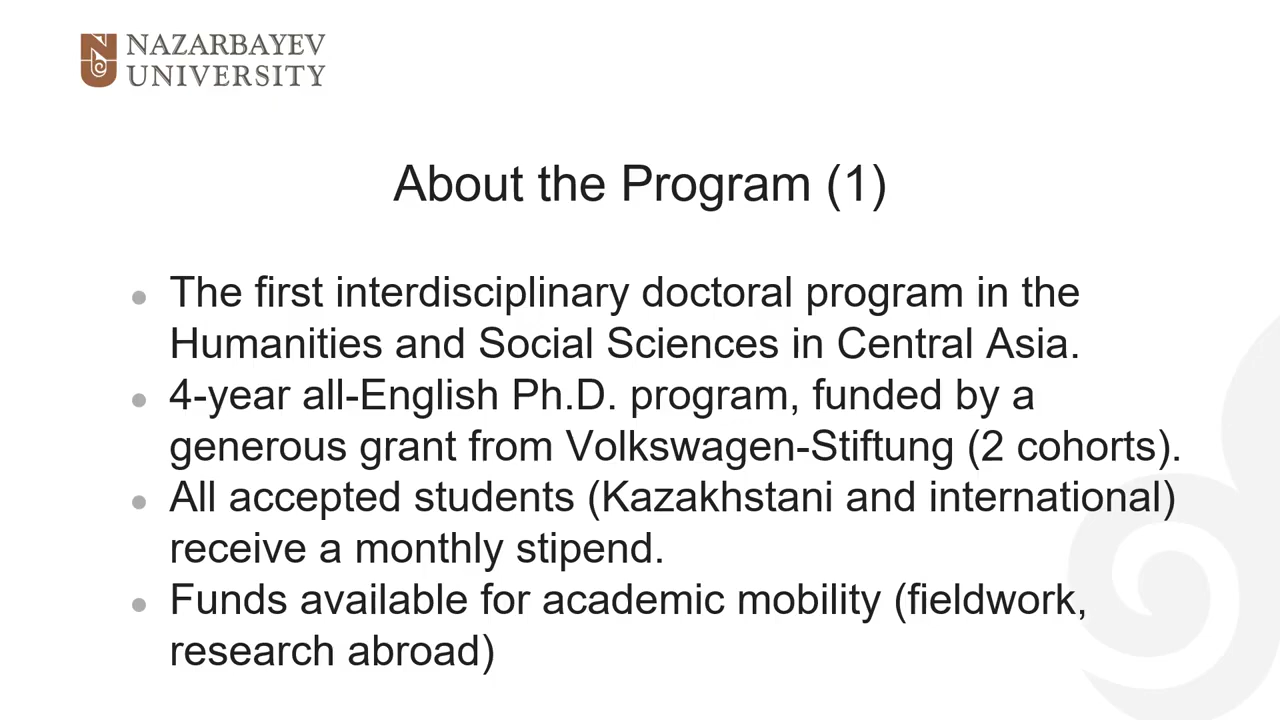 NAZARBAYEV
UNIVERSITY
About the Program (1)
• The first interdisciplinary doctoral program in the
Humanities and Social Sciences in Central Asia.
• 4-year all-English Ph.D. program, funded by a
generous grant from Volkswagen-Stiftung (2 cohorts).
• All accepted students (Kazakhstani and international)
receive a monthly stipend.
• Funds available for academic mobility (fieldwork,
research abroad)